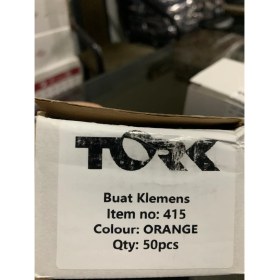 TORK
Buat Klemens
Item no: 415
Colour: ORANGE
Qty: 50pcs